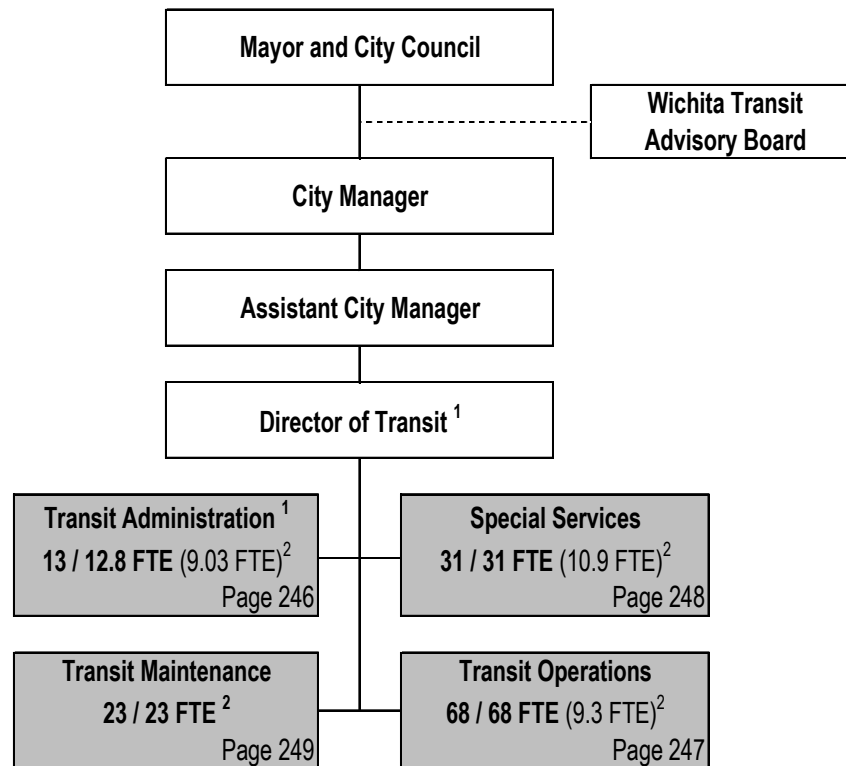 Mayor and City Council
Wichita Transit
Advisory Board
City Manager
Assistant City Manager
Director of Transit 1
Transit Administration 1
13 / 12.8 FTE (9.03 FTE)2
Page 246
Special Services
31 / 31 FTE (10.9 FTE)2
Page 248
Transit Maintenance
23 / 23 FTE 2
Page 249
Transit Operations
68 / 68 FTE (9.3 FTE)2
Page 247